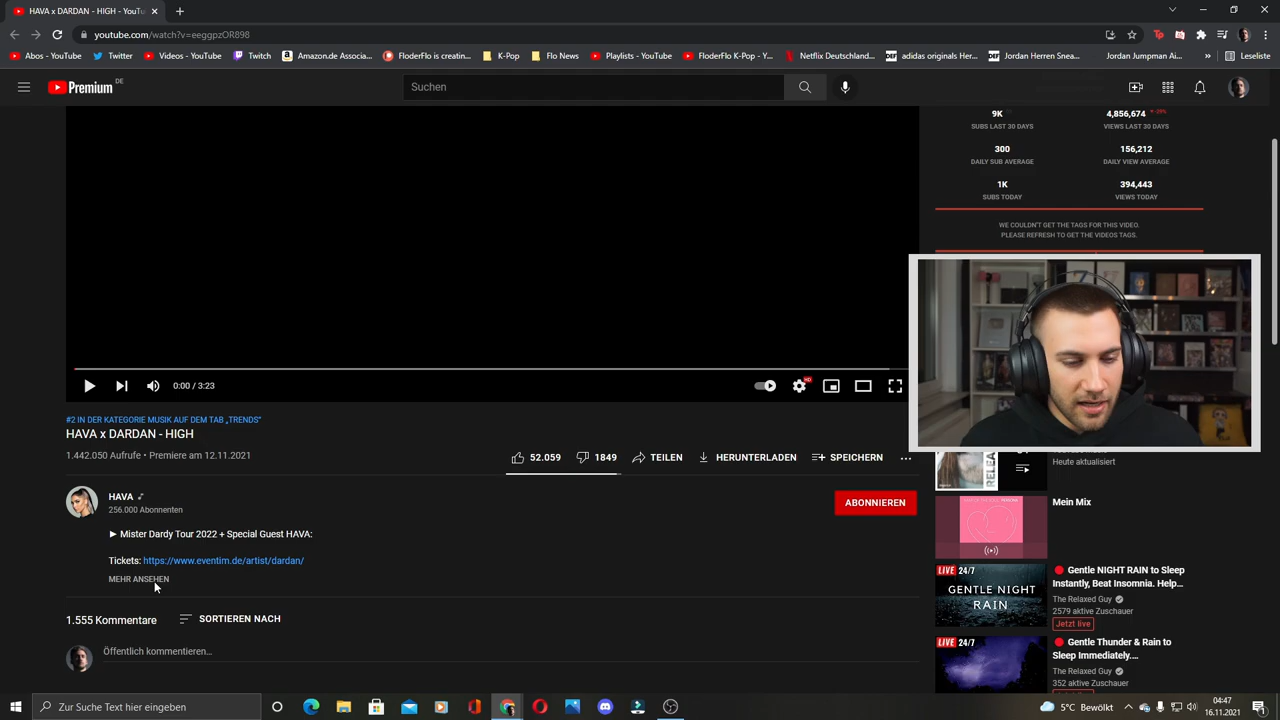 HAVA x DARDAN - HIGH - YouTu
youtube.com/watch?v=eeggpzOR898
Abos - YouTube
Twitter
Videos - YouTube
Twitch
Amazon.de Associa...
FloderFlo is creatin...
K-Pop
Flo News
Playlists - YouTube
FloderFlo K-Pop - Y...
Netflix Deutschlan...
adidas originals Her...
Jordan Herren Snea...
Jordan Jumpman Ai...
»
Leseliste
Premium DE
Suchen
9K
4,856,674 -29%
SUBS LAST 30 DAYS
VIEWS LAST 30 DAYS
300
156,212
DAILY SUB AVERAGE
DAILY VIEW AVERAGE
1K
394,443
SUBS TODAY
VIEWS TODAY
WE COULDN'T GET THE TAGS FOR THIS VIDEO.
PLEASE REFRESH TO GET THE VIDEOS TAGS.
0:00 / 3:23
HD
#2 IN DER KATEGORIE MUSIK AUF DEM TAB „TRENDS“
HAVA x DARDAN - HIGH
1.442.050 Aufrufe • Premiere am 12.11.2021
52.059
1849
TEILEN
HERUNTERLADEN
SPEICHERN
HAVA
256.000 Abonnenten
ABONNIEREN
► Mister Dardy Tour 2022 + Special Guest HAVA:
Tickets: https://www.eventim.de/artist/dardan/
MEHR ANSEHEN
1.555 Kommentare
SORTIEREN NACH
Öffentlich kommentieren...
Heute aktualisiert
Mein Mix
LIVE 24/7
GENTLE NIGHT
RAIN
Gentle NIGHT RAIN to Sleep
Instantly, Beat Insomnia. Help...
The Relaxed Guy
2579 aktive Zuschauer
Jetzt live
LIVE 24/7
Gentle Thunder & Rain to
Sleep Immediately....
The Relaxed Guy
352 aktive Zuschauer
Zur Suche Text hier eingeben
5°C Bewölkt
04:47
16.11.2021